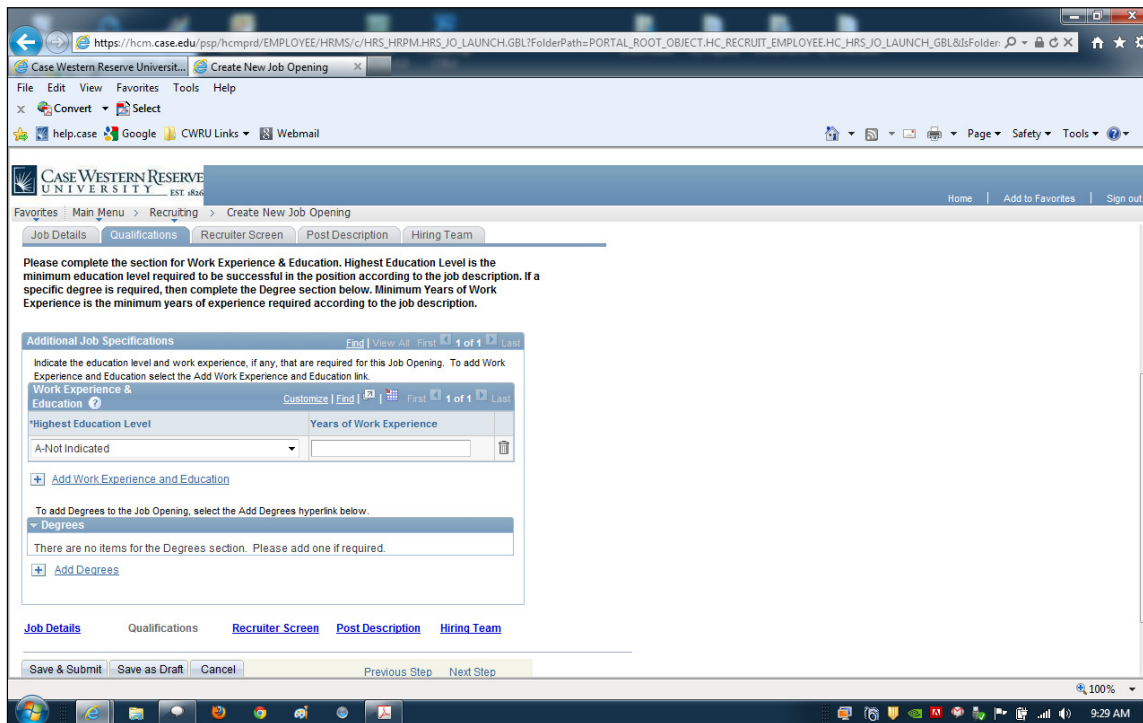 https://hcm.case.edu/psp/hcmprd/EMPLOYEE/HRMS/c/HRS_HRPM.HRS_JO_LAUNCH.GBL?FolderPath=PORTAL_ROOT_OBJECT.HC_RECRUIT_EMPLOYEE.HC_HRS_JO_LAUNCH_GBL&IsFolder:
Case Western Reserve Universit... Create New Job Opening
File Edit View Favorites Tools Help
Convert Select
help.case Google CWRU Links Webmail Page Safety Tools
CASE WESTERN RESERVE
UNIVERSITY EST. 1826
Home | Add to Favorites | Sign out
Favorites Main Menu > Recruiting > Create New Job Opening
Job Details Qualifications Recruiter Screen Post Description Hiring Team
Please complete the section for Work Experience & Education. Highest Education Level is the
minimum education level required to be successful in the position according to the job description. If a
specific degree is required, then complete the Degree section below. Minimum Years of Work
Experience is the minimum years of experience required according to the job description.
Additional Job Specifications Find | View All First 1 of 1 Last
Indicate the education level and work experience, if any, that are required for this Job Opening. To add Work
Experience and Education select the Add Work Experience and Education link.
Work Experience &
Education Customize | Find | First 1 of 1 Last
*Highest Education Level Years of Work Experience
A-Not Indicated
Add Work Experience and Education
To add Degrees to the Job Opening, select the Add Degrees hyperlink below.
Degrees
There are no items for the Degrees section. Please add one if required.
Add Degrees
Job Details Qualifications Recruiter Screen Post Description Hiring Team
Save & Submit Save as Draft Cancel Previous Step Next Step
100%
9:29 AM